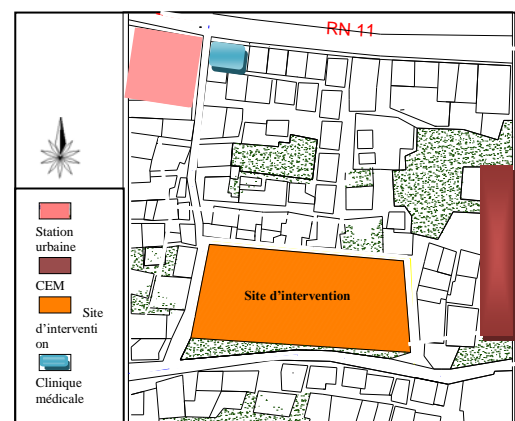 RN 11
Site d'intervention
Station
urbaine
CEM
Site
d'interventi
on
Clinique
médicale